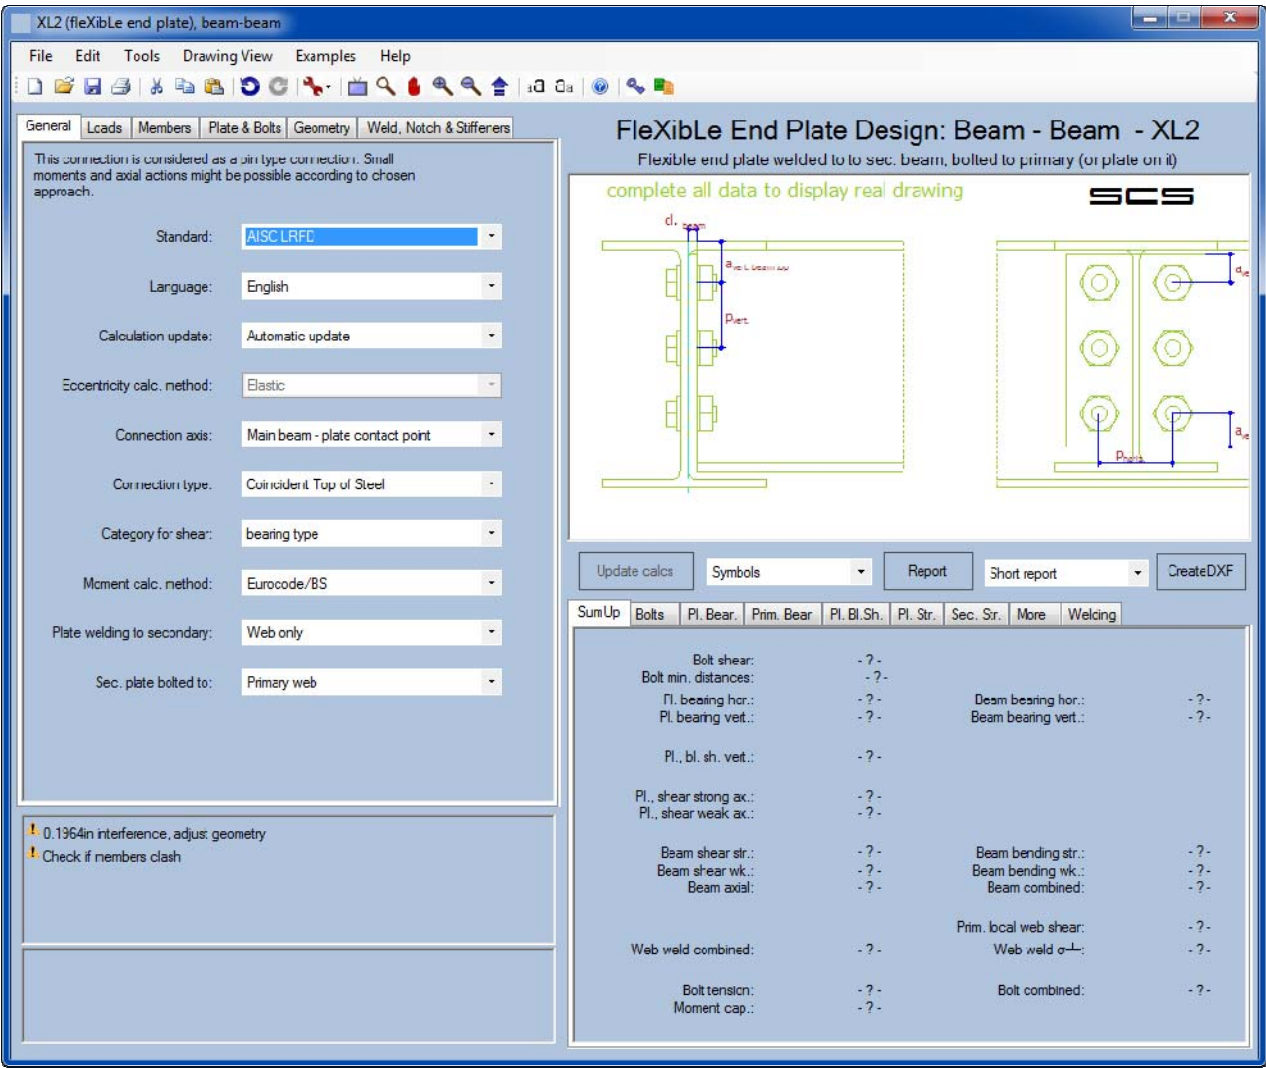 XL2 (fleXibLe end plate), beam-beam
File Edit Tools Drawing View Examples Help
General Loads Members Plate & Bolts Geometry Weld, Notch & Stiffeners
This connection is considered as a pin type connection. Small
moments and axial actions might be possible according to chosen
approach.
Standard: AISC LRFD
Language: English
Calculation update: Automatic update
Eccentricity calc. method: Elastic
Connection axis: Main beam - plate contact point
Connection type: Coincident Top of Steel
Category for shear: bearing type
Moment calc. method: Eurocode/BS
Plate welding to secondary: Web only
Sec. plate bolted to: Primary web
0.1964in interference, adjust geometry
Check if members clash
FleXibLe End Plate Design: Beam - Beam - XL2
Flexible end plate welded to to sec. beam, bolted to primary (or plate on it)
complete all data to display real drawing
SCS
cl. beam
a vert. beam up
p vert.
p horiz.
a ve
Update calcs Symbols Report Short report CreateDXF
SumUp Bolts Pl. Bear. Prim. Bear Pl. Bl.Sh. Pl. Str. Sec. Str. More Welding
Bolt shear: - ? -
Bolt min. distances: - ? -
Pl. bearing hor.: - ? - Beam bearing hor.: - ? -
Pl. bearing vert.: - ? - Beam bearing vert.: - ? -
Pl., bl. sh. vert.: - ? -
Pl., shear strong ax.: - ? -
Pl., shear weak ax.: - ? -
Beam shear str.: - ? - Beam bending str.: - ? -
Beam shear wk.: - ? - Beam bending wk.: - ? -
Beam axial: - ? - Beam combined: - ? -
Prim. local web shear: - ? -
Web weld combined: - ? - Web weld σ┴: - ? -
Bolt tension: - ? - Bolt combined: - ? -
Moment cap.: - ? -